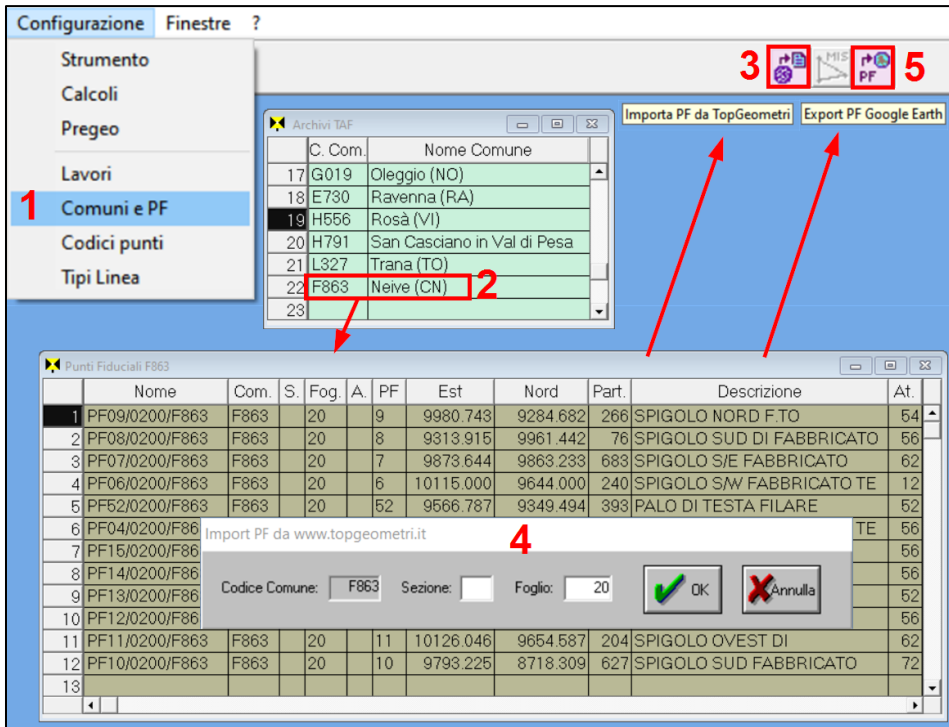 Configurazione Finestre ?
Strumento
Calcoli
Pregeo
Lavori
1 Comuni e PF
Codici punti
Tipi Linea
3 MIS PF 5
Importa PF da TopGeometri Export PF Google Earth
Archivi TAF
C. Com. Nome Comune
17 G019 Oleggio (NO)
18 E730 Ravenna (RA)
19 H556 Rosà (VI)
20 H791 San Casciano in Val di Pesa
21 L327 Trana (TO)
22 F863 Neive (CN) 2
23
Punti Fiduciali F863
Nome Com. S. Fog. A. PF Est Nord Part. Descrizione At.
1 PF09/0200/F863 F863 20 9 9980.743 9284.682 266 SPIGOLO NORD F.TO 54
2 PF08/0200/F863 F863 20 8 9313.915 9961.442 76 SPIGOLO SUD DI FABBRICATO 56
3 PF07/0200/F863 F863 20 7 9873.644 9863.233 683 SPIGOLO S/E FABBRICATO 62
4 PF06/0200/F863 F863 20 6 10115.000 9644.000 240 SPIGOLO S/W FABBRICATO TE 12
5 PF52/0200/F863 F863 20 52 9566.787 9349.494 393 PALO DI TESTA FILARE 52
6 PF04/0200/F86 TE 56
7 PF15/0200/F86 56
8 PF14/0200/F86 56
9 PF13/0200/F86 52
10 PF12/0200/F86 56
Import PF da www.topgeometri.it 4
Codice Comune: F863 Sezione: Foglio: 20 OK Annulla
11 PF11/0200/F863 F863 20 11 10126.046 9654.587 204 SPIGOLO OVEST DI 62
12 PF10/0200/F863 F863 20 10 9793.225 8718.309 627 SPIGOLO SUD FABBRICATO 72
13